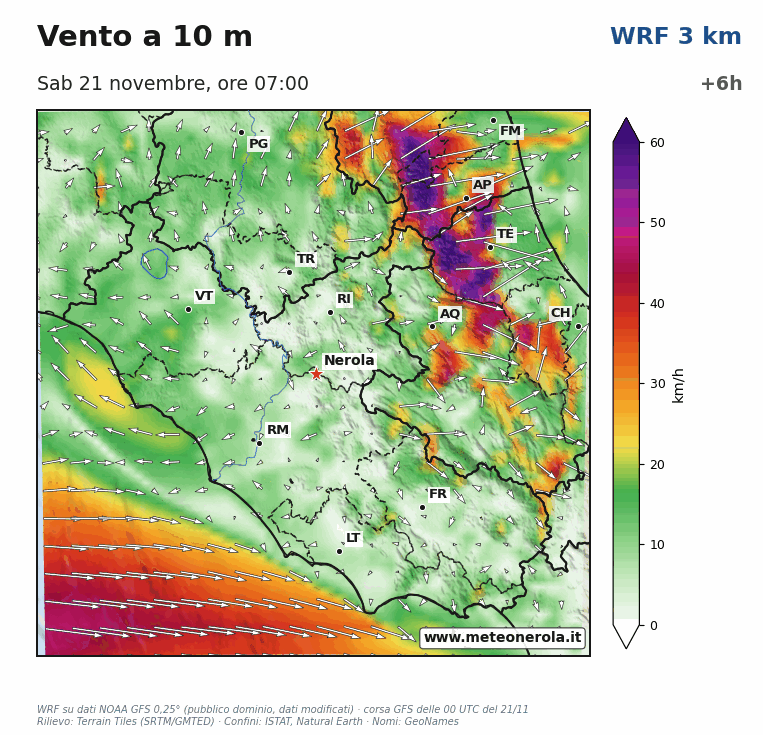 Vento a 10 m
WRF 3 km
Sab 21 novembre, ore 07:00
+6h
PG
FM
AP
TE
TR
VT
RI
AQ
CH
Nerola
RM
FR
LT
www.meteonerola.it
60
50
40
30
20
10
0
km/h
WRF su dati NOAA GFS 0,25° (pubblico dominio, dati modificati) · corsa GFS delle 00 UTC del 21/11
Rilievo: Terrain Tiles (SRTM/GMTED) · Confini: ISTAT, Natural Earth · Nomi: GeoNames